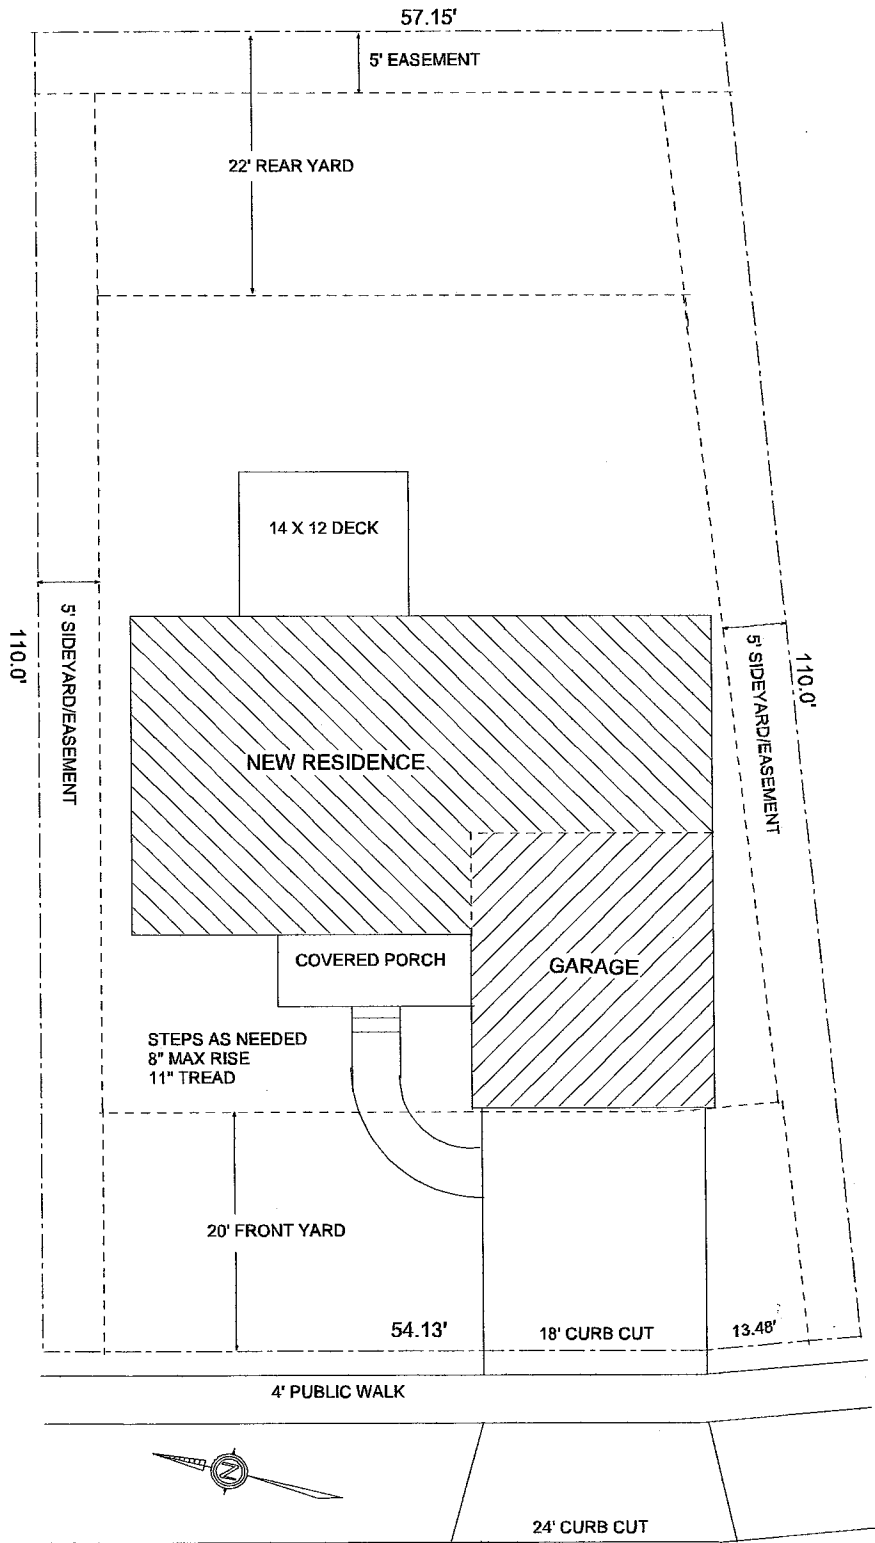 57.15'
5' EASEMENT
22' REAR YARD
14 X 12 DECK
110.0'
5' SIDEYARD/EASEMENT
5' SIDEYARD/EASEMENT
110.0'
NEW RESIDENCE
COVERED PORCH
GARAGE
STEPS AS NEEDED
8" MAX RISE
11" TREAD
20' FRONT YARD
54.13'
18' CURB CUT
13.48'
4' PUBLIC WALK
N
24' CURB CUT